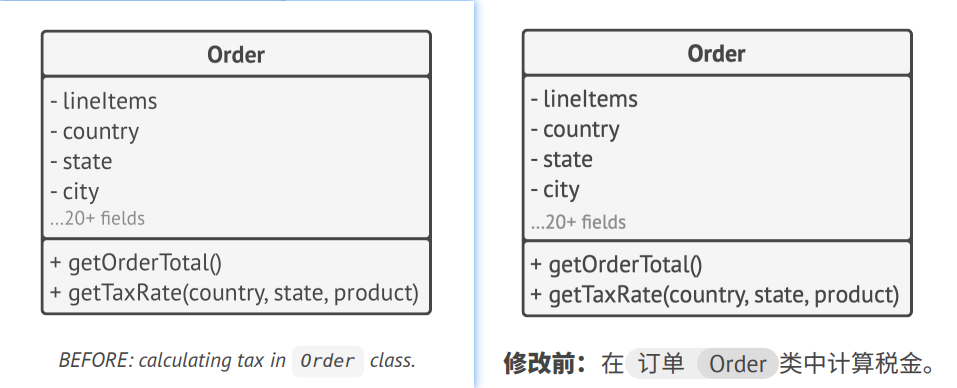 Order
- lineItems
- country
- state
- city
...20+ fields
+ getOrderTotal()
+ getTaxRate(country, state, product)
BEFORE: calculating tax in Order class.
Order
- lineItems
- country
- state
- city
...20+ fields
+ getOrderTotal()
+ getTaxRate(country, state, product)
修改前：在 订单 Order 类中计算税金。